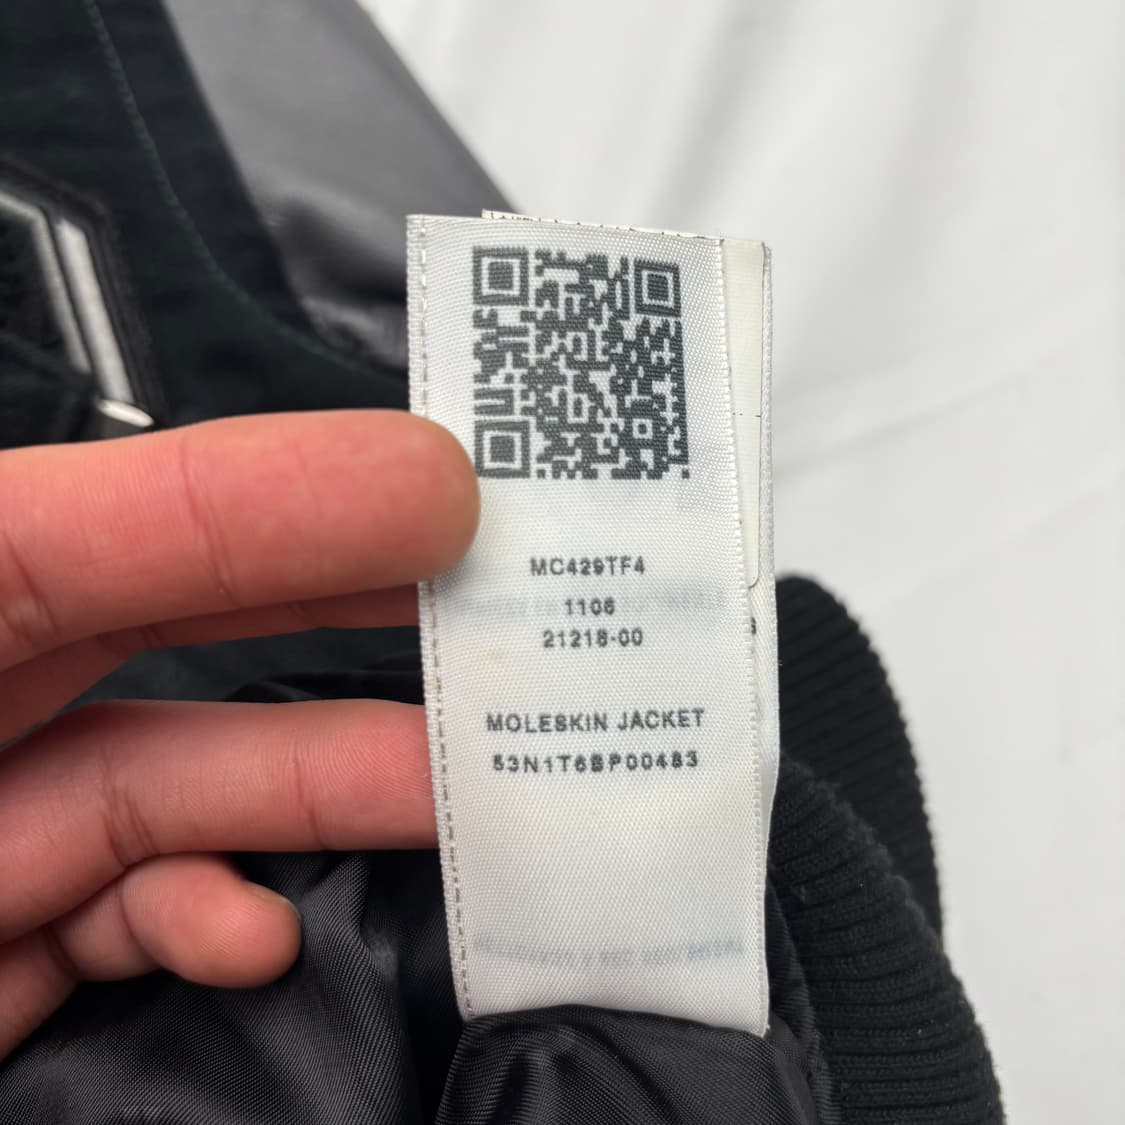 MC429TF4
1106
21218-00
MOLESKIN JACKET
53N1T6BP00483